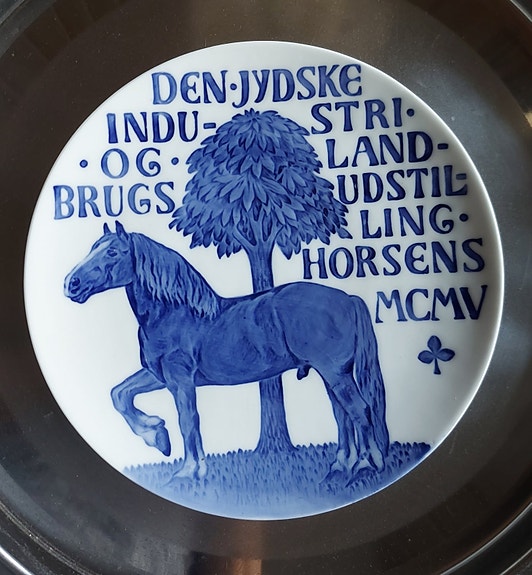 DEN·JYDSKE
INDU- STRI·
·OG· LAND-
BRUGS UDSTIL-
LING·
HORSENS
MCMV